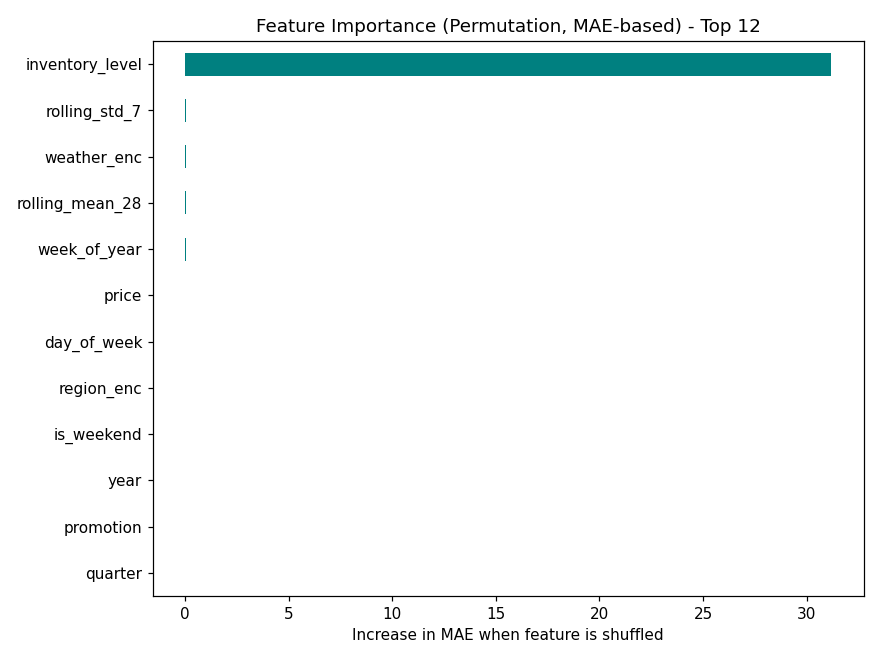 Feature Importance (Permutation, MAE-based) - Top 12
inventory_level
rolling_std_7
weather_enc
rolling_mean_28
week_of_year
price
day_of_week
region_enc
is_weekend
year
promotion
quarter
0 5 10 15 20 25 30
Increase in MAE when feature is shuffled